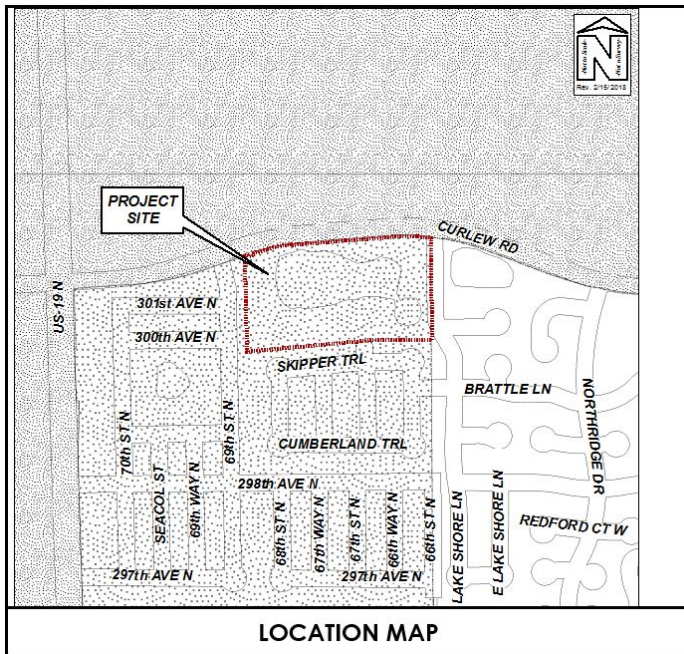 N
Rev. 2/15/2018
PROJECT
SITE
CURLEW RD
US-19 N
301st AVE N
300th AVE N
SKIPPER TRL
BRATTLE LN
NORTHRIDGE DR
70th ST N
SEACOL ST
69th WAY N
69th ST N
CUMBERLAND TRL
298th AVE N
68th ST N
67th WAY N
67th ST N
66th WAY N
66th ST N
LAKE SHORE LN
E LAKE SHORE LN
REDFORD CT W
297th AVE N
297th AVE N
LOCATION MAP